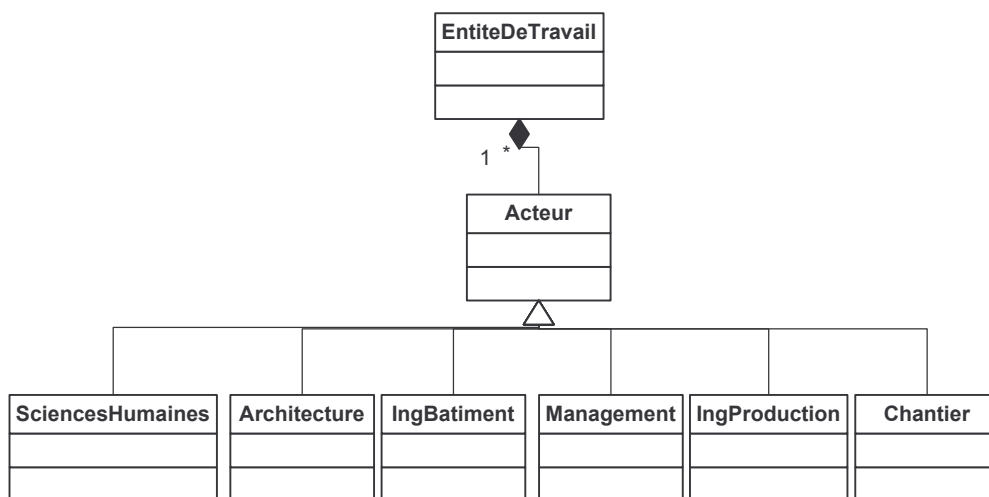 EntiteDeTravail
1 *
Acteur
SciencesHumaines Architecture IngBatiment Management IngProduction Chantier